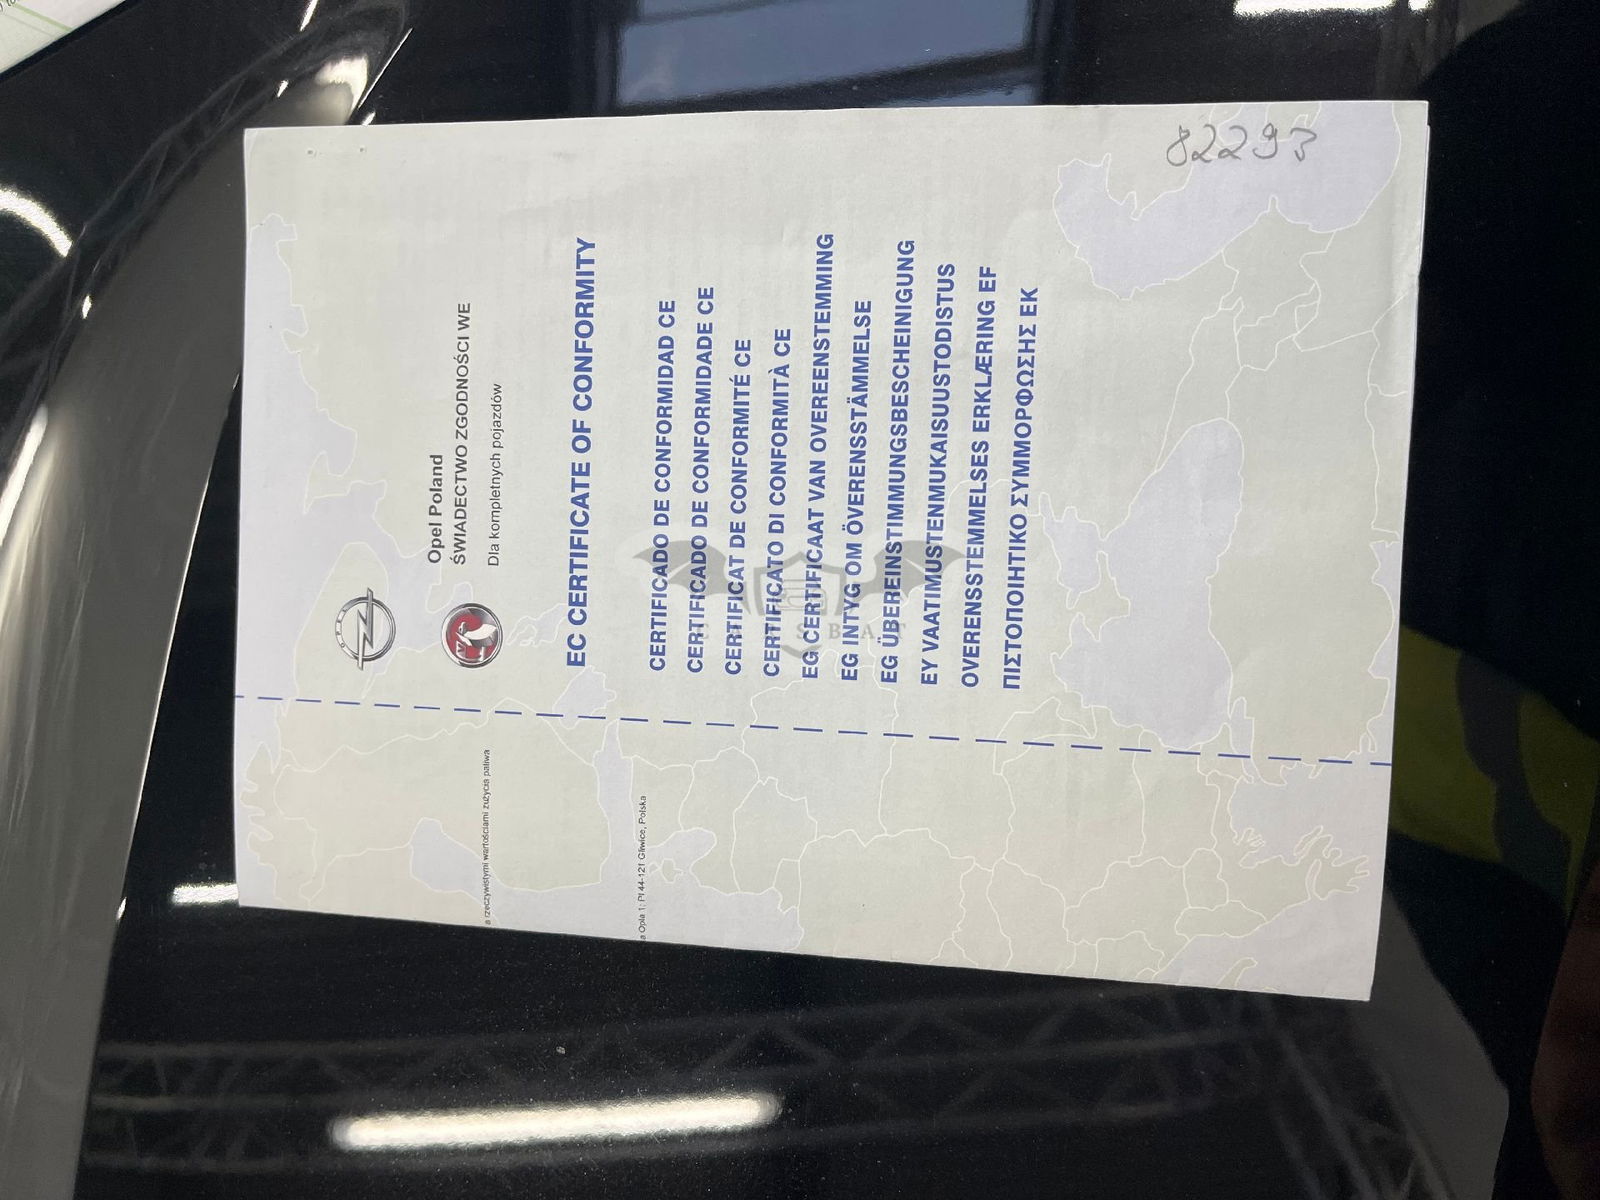 82293
OPEL
Opel Poland
ŚWIADECTWO ZGODNOŚCI WE
Dla kompletnych pojazdów
EC CERTIFICATE OF CONFORMITY
CERTIFICADO DE CONFORMIDAD CE
CERTIFICADO DE CONFORMIDADE CE
CERTIFICAT DE CONFORMITÉ CE
CERTIFICATO DI CONFORMITÀ CE
EG CERTIFICAAT VAN OVEREENSTEMMING
EG INTYG OM ÖVERENSSTÄMMELSE
EG ÜBEREINSTIMMUNGSBESCHEINIGUNG
EY VAATIMUSTENMUKAISUUSTODISTUS
OVERENSSTEMMELSES ERKLÆRING EF
ΠΙΣΤΟΠΟΙΗΤΙΚΟ ΣΥΜΜΟΡΦΩΣΗΣ ΕΚ
a rzeczywistymi wartościami zużycia paliwa
a Opla 1; Pl 44-121 Gliwice, Polska